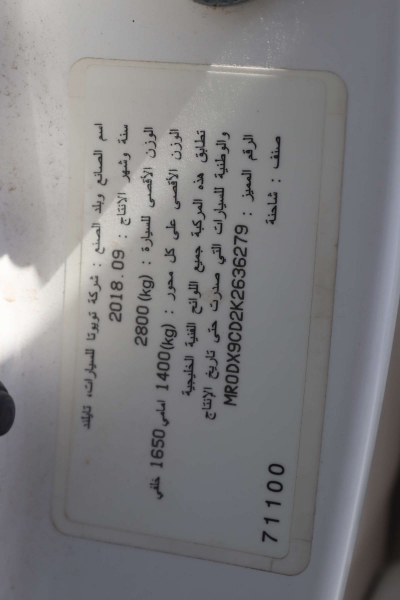 اسم الصانع وبلد الصنع : شركة تويوتا للسيارات، تايلند
سنة وشهر الانتاج : 2018.09
الوزن الأقصى للسيارة : 2800(kg)
الوزن الأقصى على كل محور : 1400(kg) امامي 1650 خلفي
تطابق هذه المركبة جميع اللوائح الفنية الخليجية
والوطنية للسيارات التي صدرت حتى تاريخ الإنتاج
الرقم المميز : MR0DX9CD2K2636279
صنف : شاحنة
71100